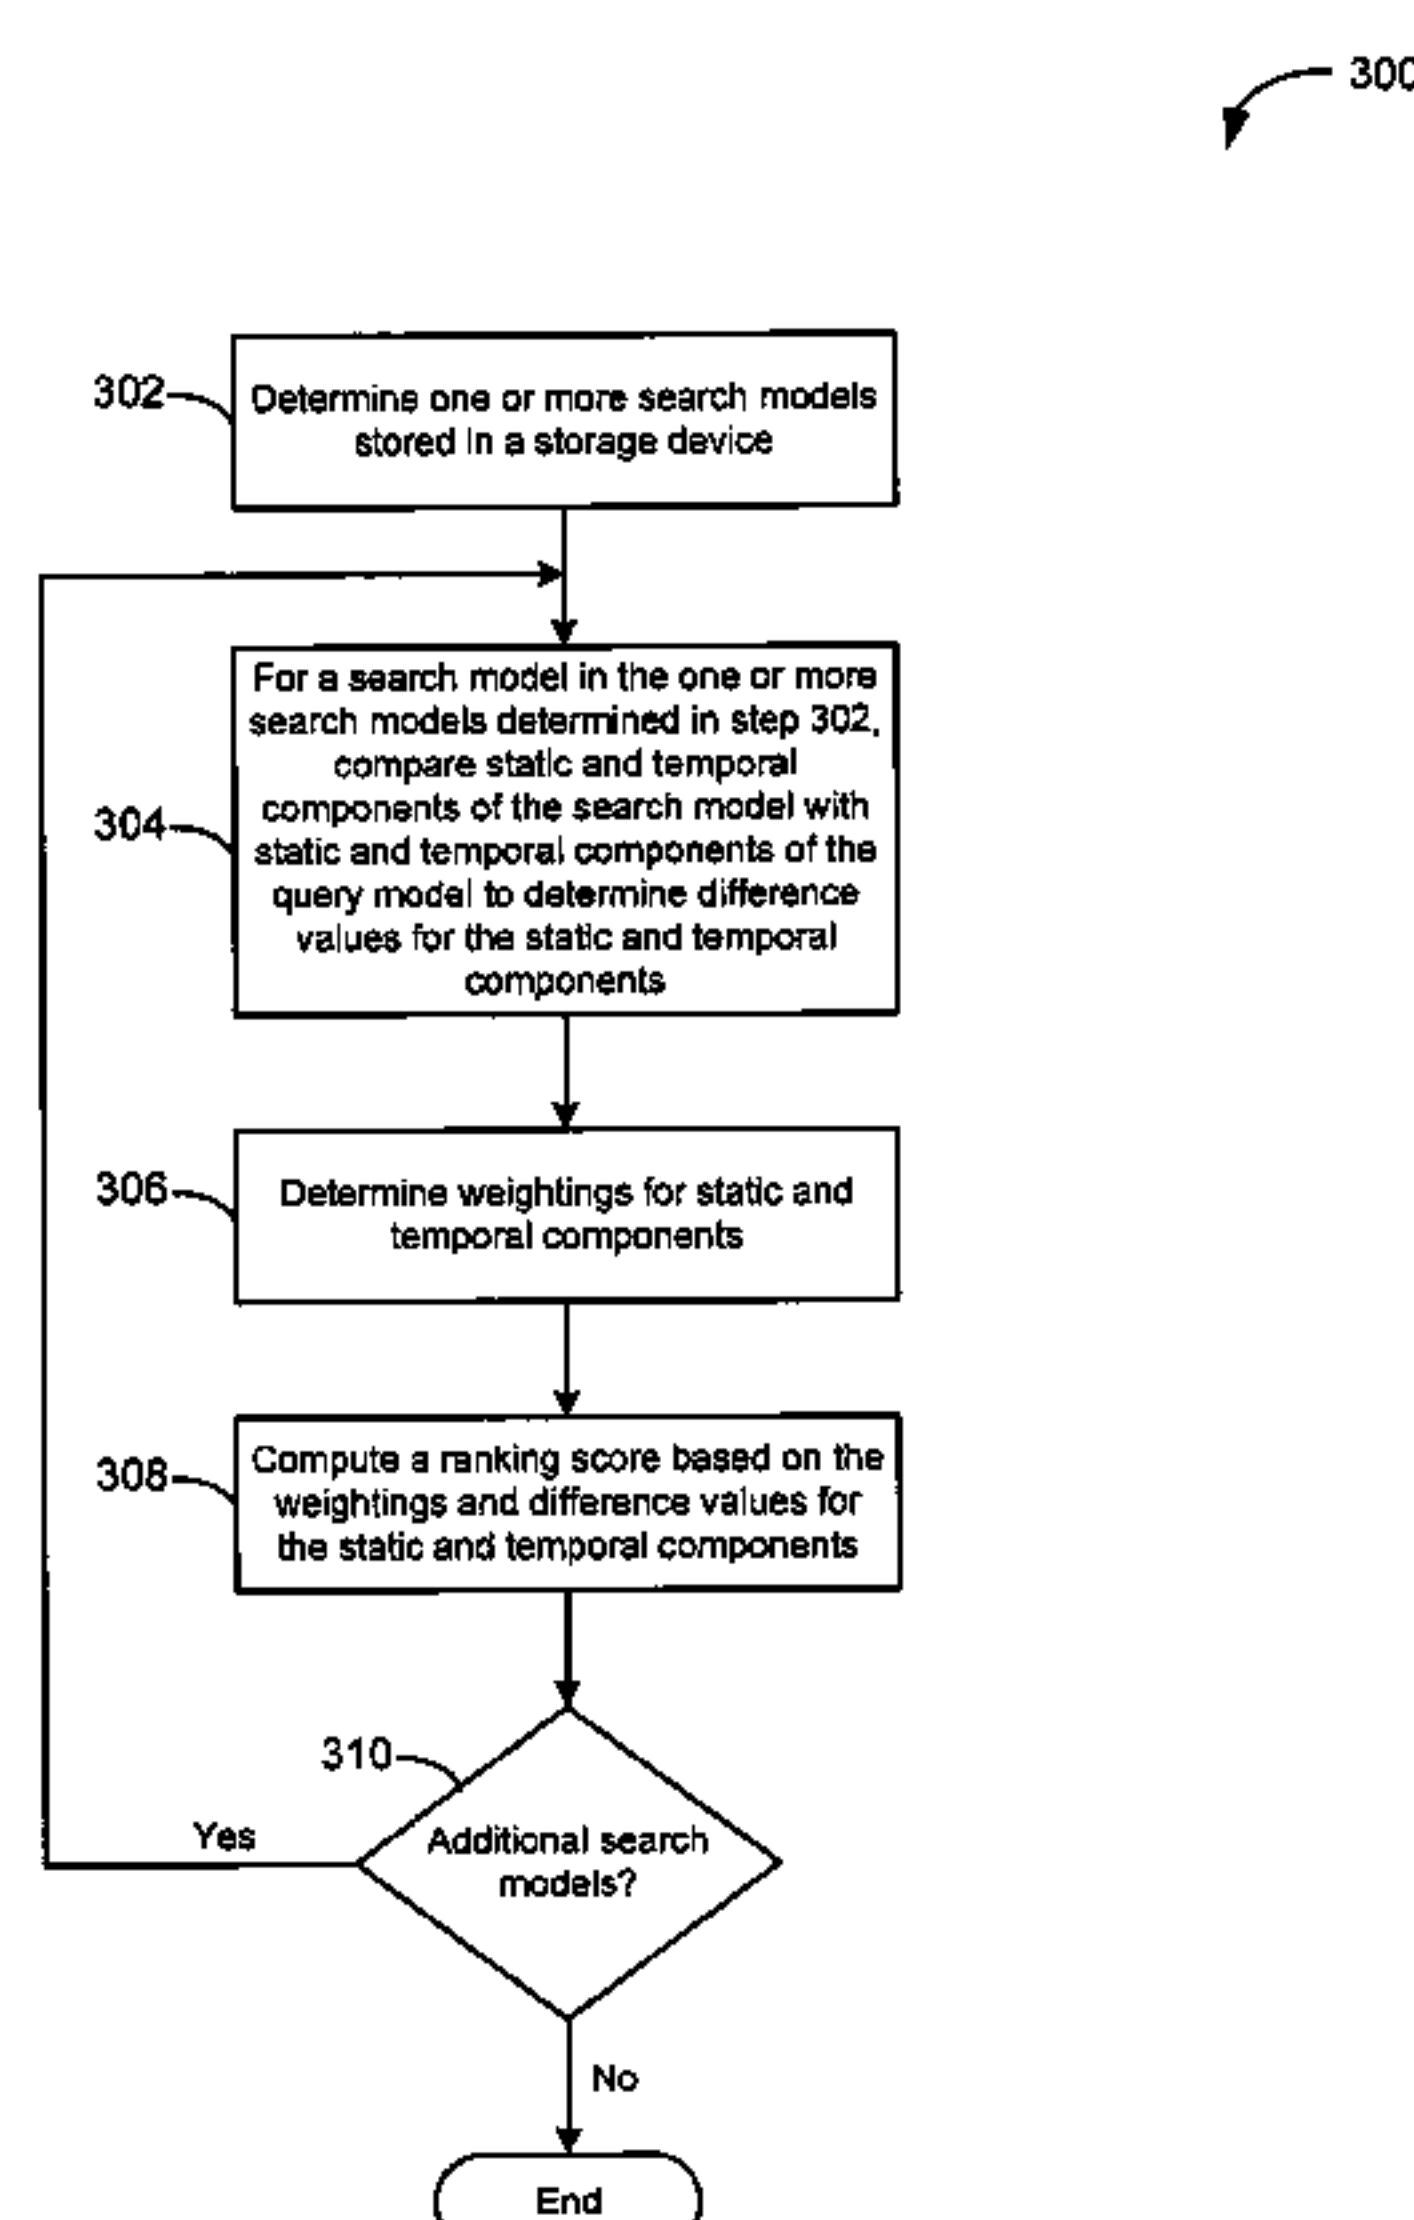 300
302
Determine one or more search models
stored in a storage device
304
For a search model in the one or more
search models determined in step 302,
compare static and temporal
components of the search model with
static and temporal components of the
query model to determine difference
values for the static and temporal
components
306
Determine weightings for static and
temporal components
308
Compute a ranking score based on the
weightings and difference values for
the static and temporal components
310
Additional search
models?
Yes
No
End